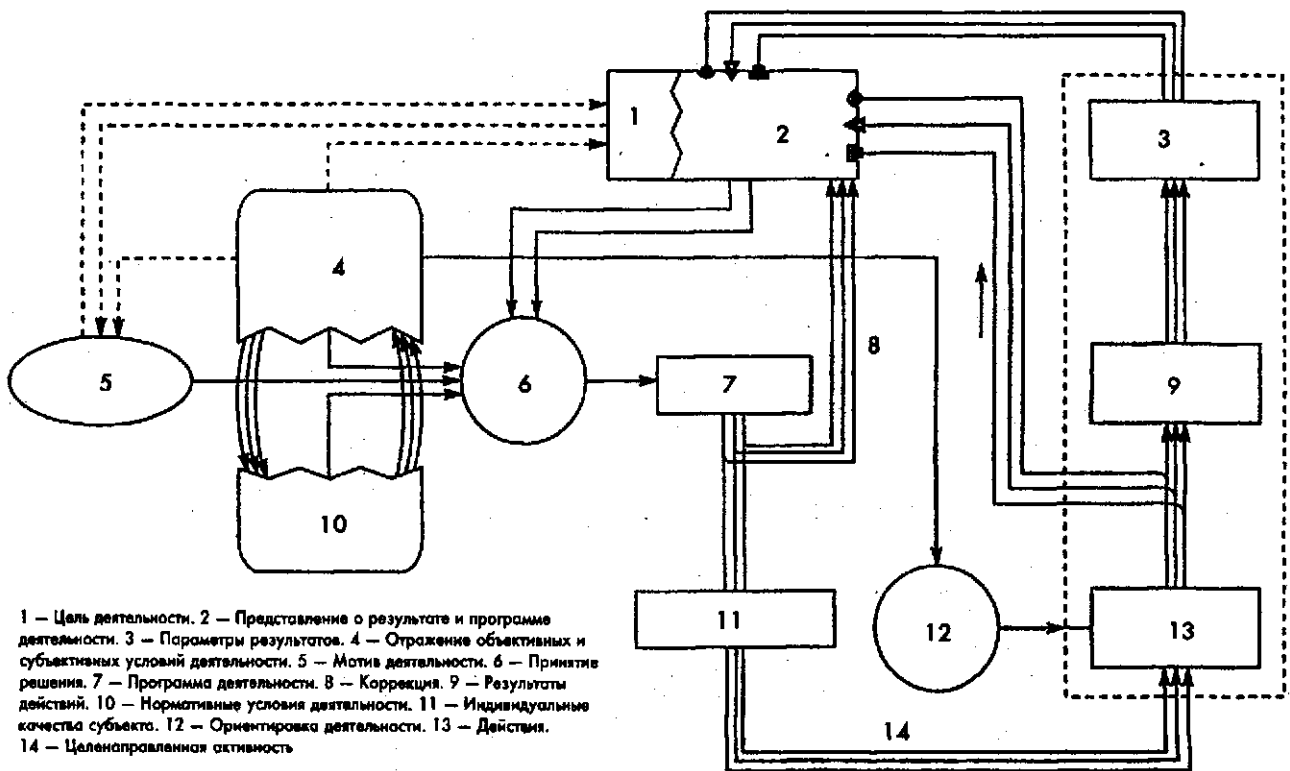 1
2
3
4
5
6
7
8
9
10
11
12
13
14
1 — Цель деятельности. 2 — Представление о результате и программе
деятельности. 3 — Параметры результатов. 4 — Отражение объективных и
субъективных условий деятельности. 5 — Мотив деятельности. 6 — Принятие
решения. 7 — Программа деятельности. 8 — Коррекция. 9 — Результаты
действий. 10 — Нормативные условия деятельности. 11 — Индивидуальные
качества субъекта. 12 — Ориентировка деятельности. 13 — Действия.
14 — Целенаправленная активность